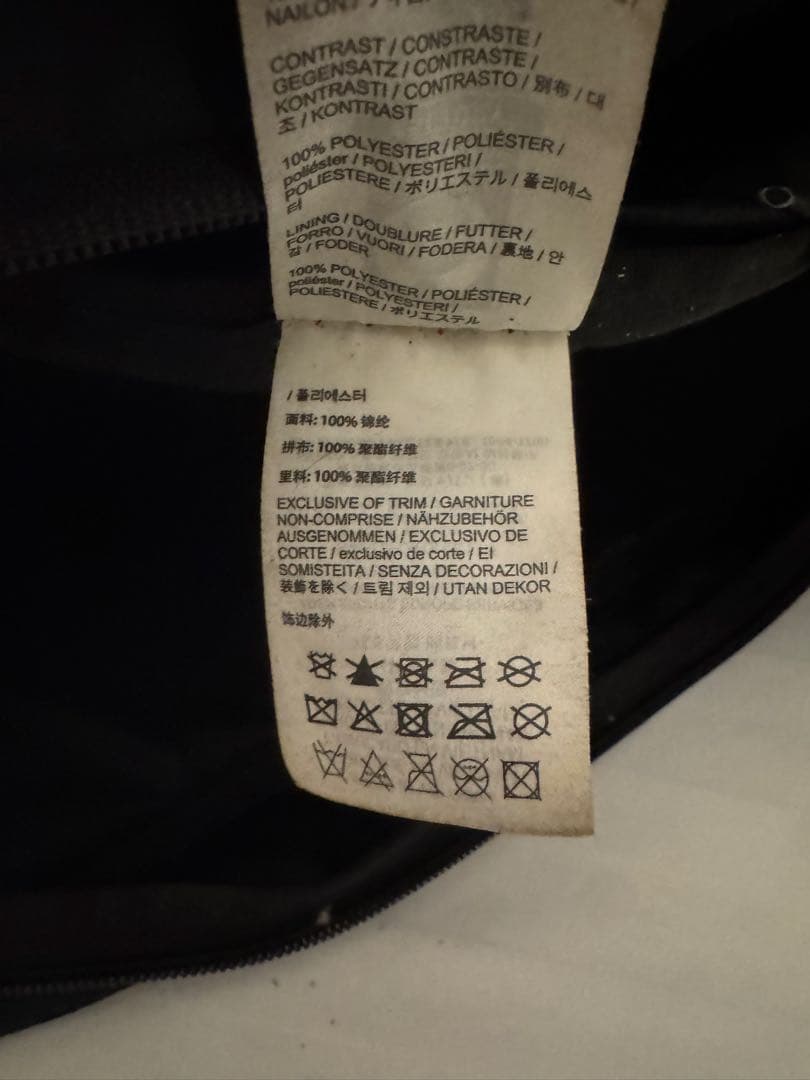 NAILON /
CONTRAST / CONSTRASTE /
GEGENSATZ / CONTRASTE /
KONTRASTI / CONTRASTO / 別布 / 대
조 / KONTRAST
100% POLYESTER / POLIÉSTER /
poliéster / POLYESTERI /
POLIESTERE / ポリエステル / 폴리에스
터
LINING / DOUBLURE / FUTTER /
FORRO / VUORI / FODERA / 裏地 / 안
감 / FODER
100% POLYESTER / POLIÉSTER /
poliéster / POLYESTERI /
POLIESTERE / ポリエステル
/ 폴리에스터
面料: 100% 锦纶
拼布: 100% 聚酯纤维
里料: 100% 聚酯纤维
EXCLUSIVE OF TRIM / GARNITURE
NON-COMPRISE / NÄHZUBEHÖR
AUSGENOMMEN / EXCLUSIVO DE
CORTE / exclusivo de corte / EI
SOMISTEITA / SENZA DECORAZIONI /
装飾を除く / 트림 제외 / UTAN DEKOR
饰边除外